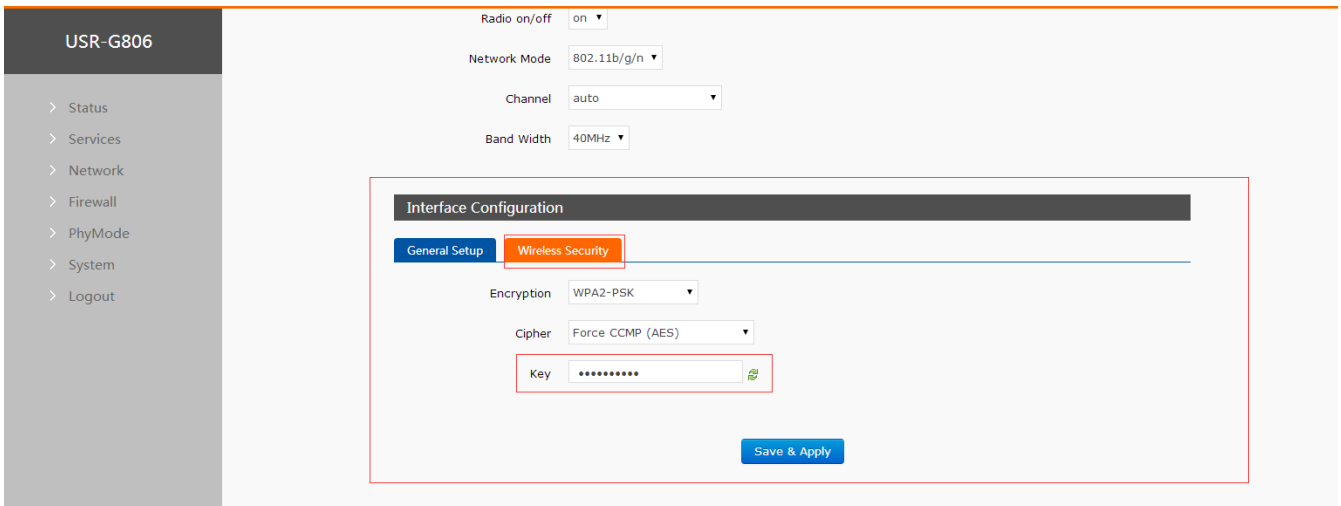 USR-G806
Status
Services
Network
Firewall
PhyMode
System
Logout
Radio on/off on
Network Mode 802.11b/g/n
Channel auto
Band Width 40MHz
Interface Configuration
General Setup Wireless Security
Encryption WPA2-PSK
Cipher Force CCMP (AES)
Key ••••••••••
Save & Apply